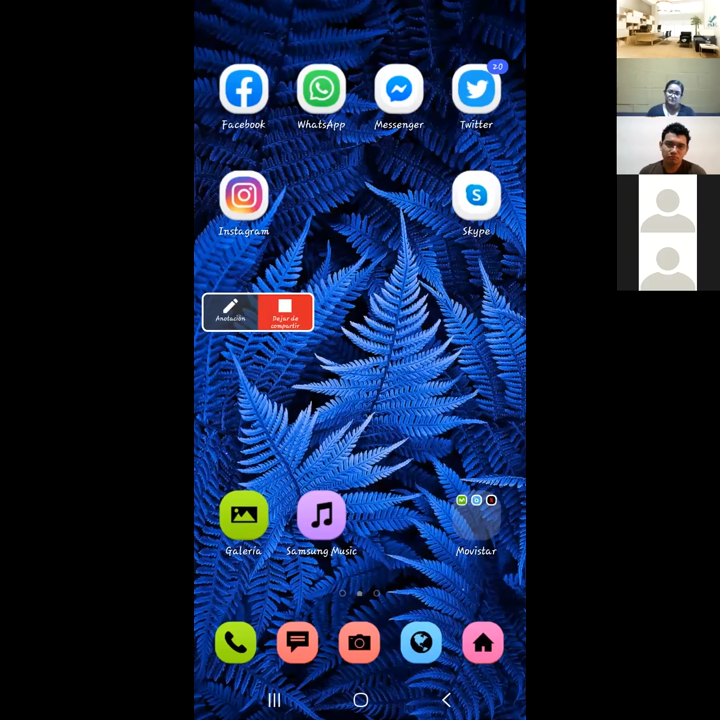 20
Facebook
WhatsApp
Messenger
Twitter
Instagram
Skype
Anotación
Dejar de
compartir
Galería
Samsung Music
Movistar